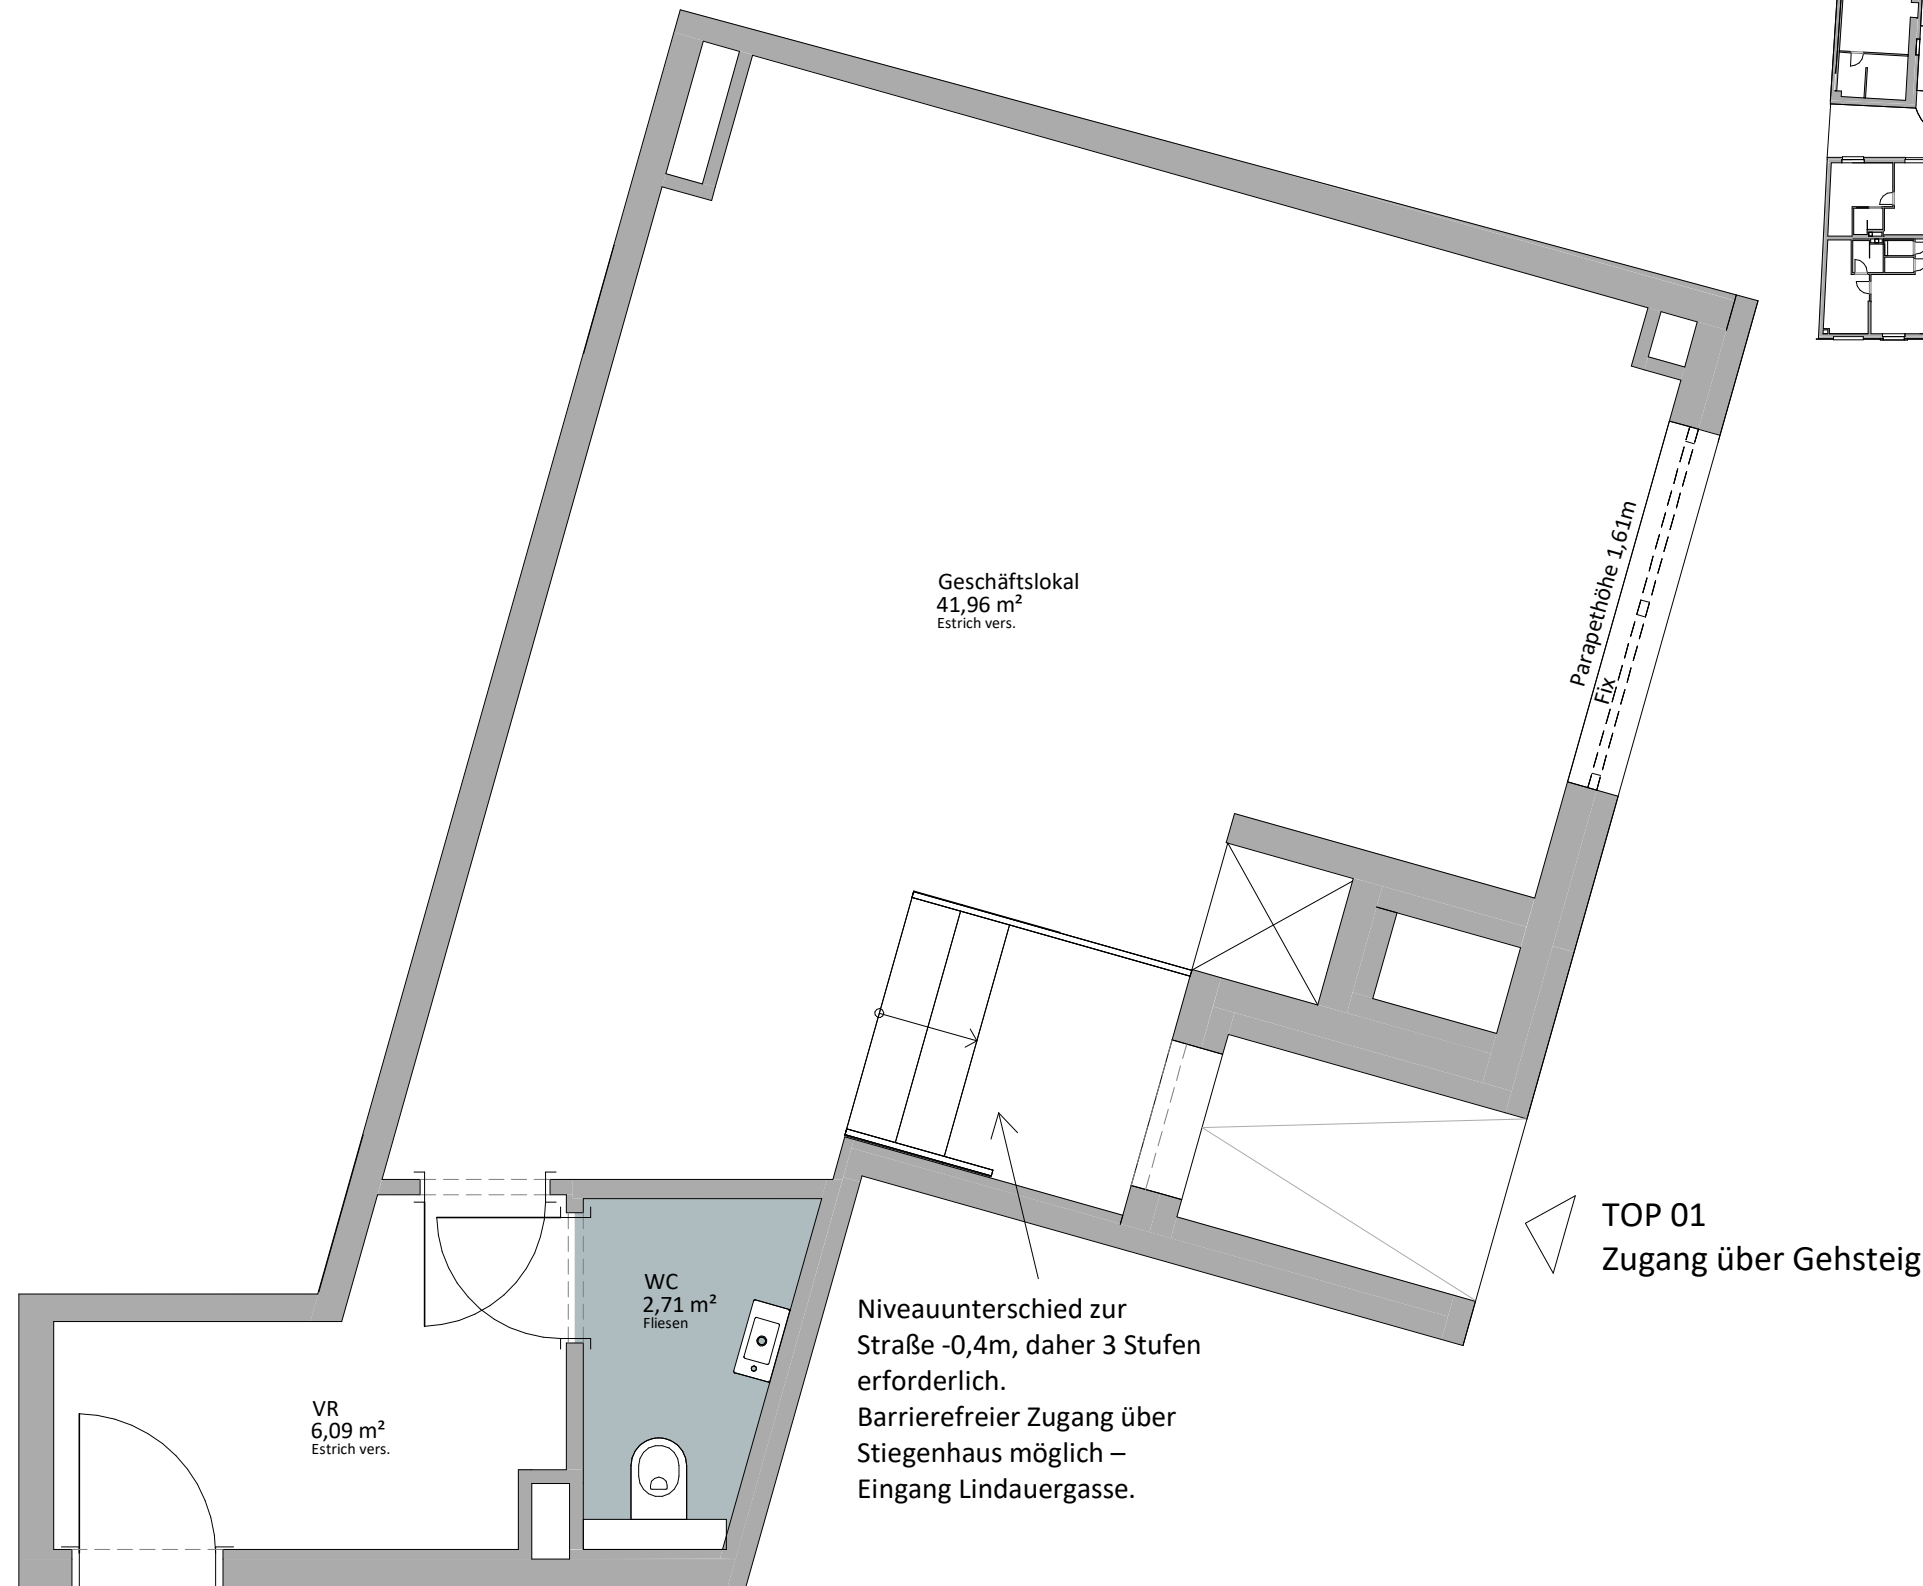 Geschäftslokal
41,96 m²
Estrich vers.
Parapethöhe 1,61m
Fix
TOP 01
Zugang über Gehsteig
WC
2,71 m²
Fliesen
Niveauunterschied zur
Straße -0,4m, daher 3 Stufen
erforderlich.
Barrierefreier Zugang über
Stiegenhaus möglich –
Eingang Lindauergasse.
VR
6,09 m²
Estrich vers.